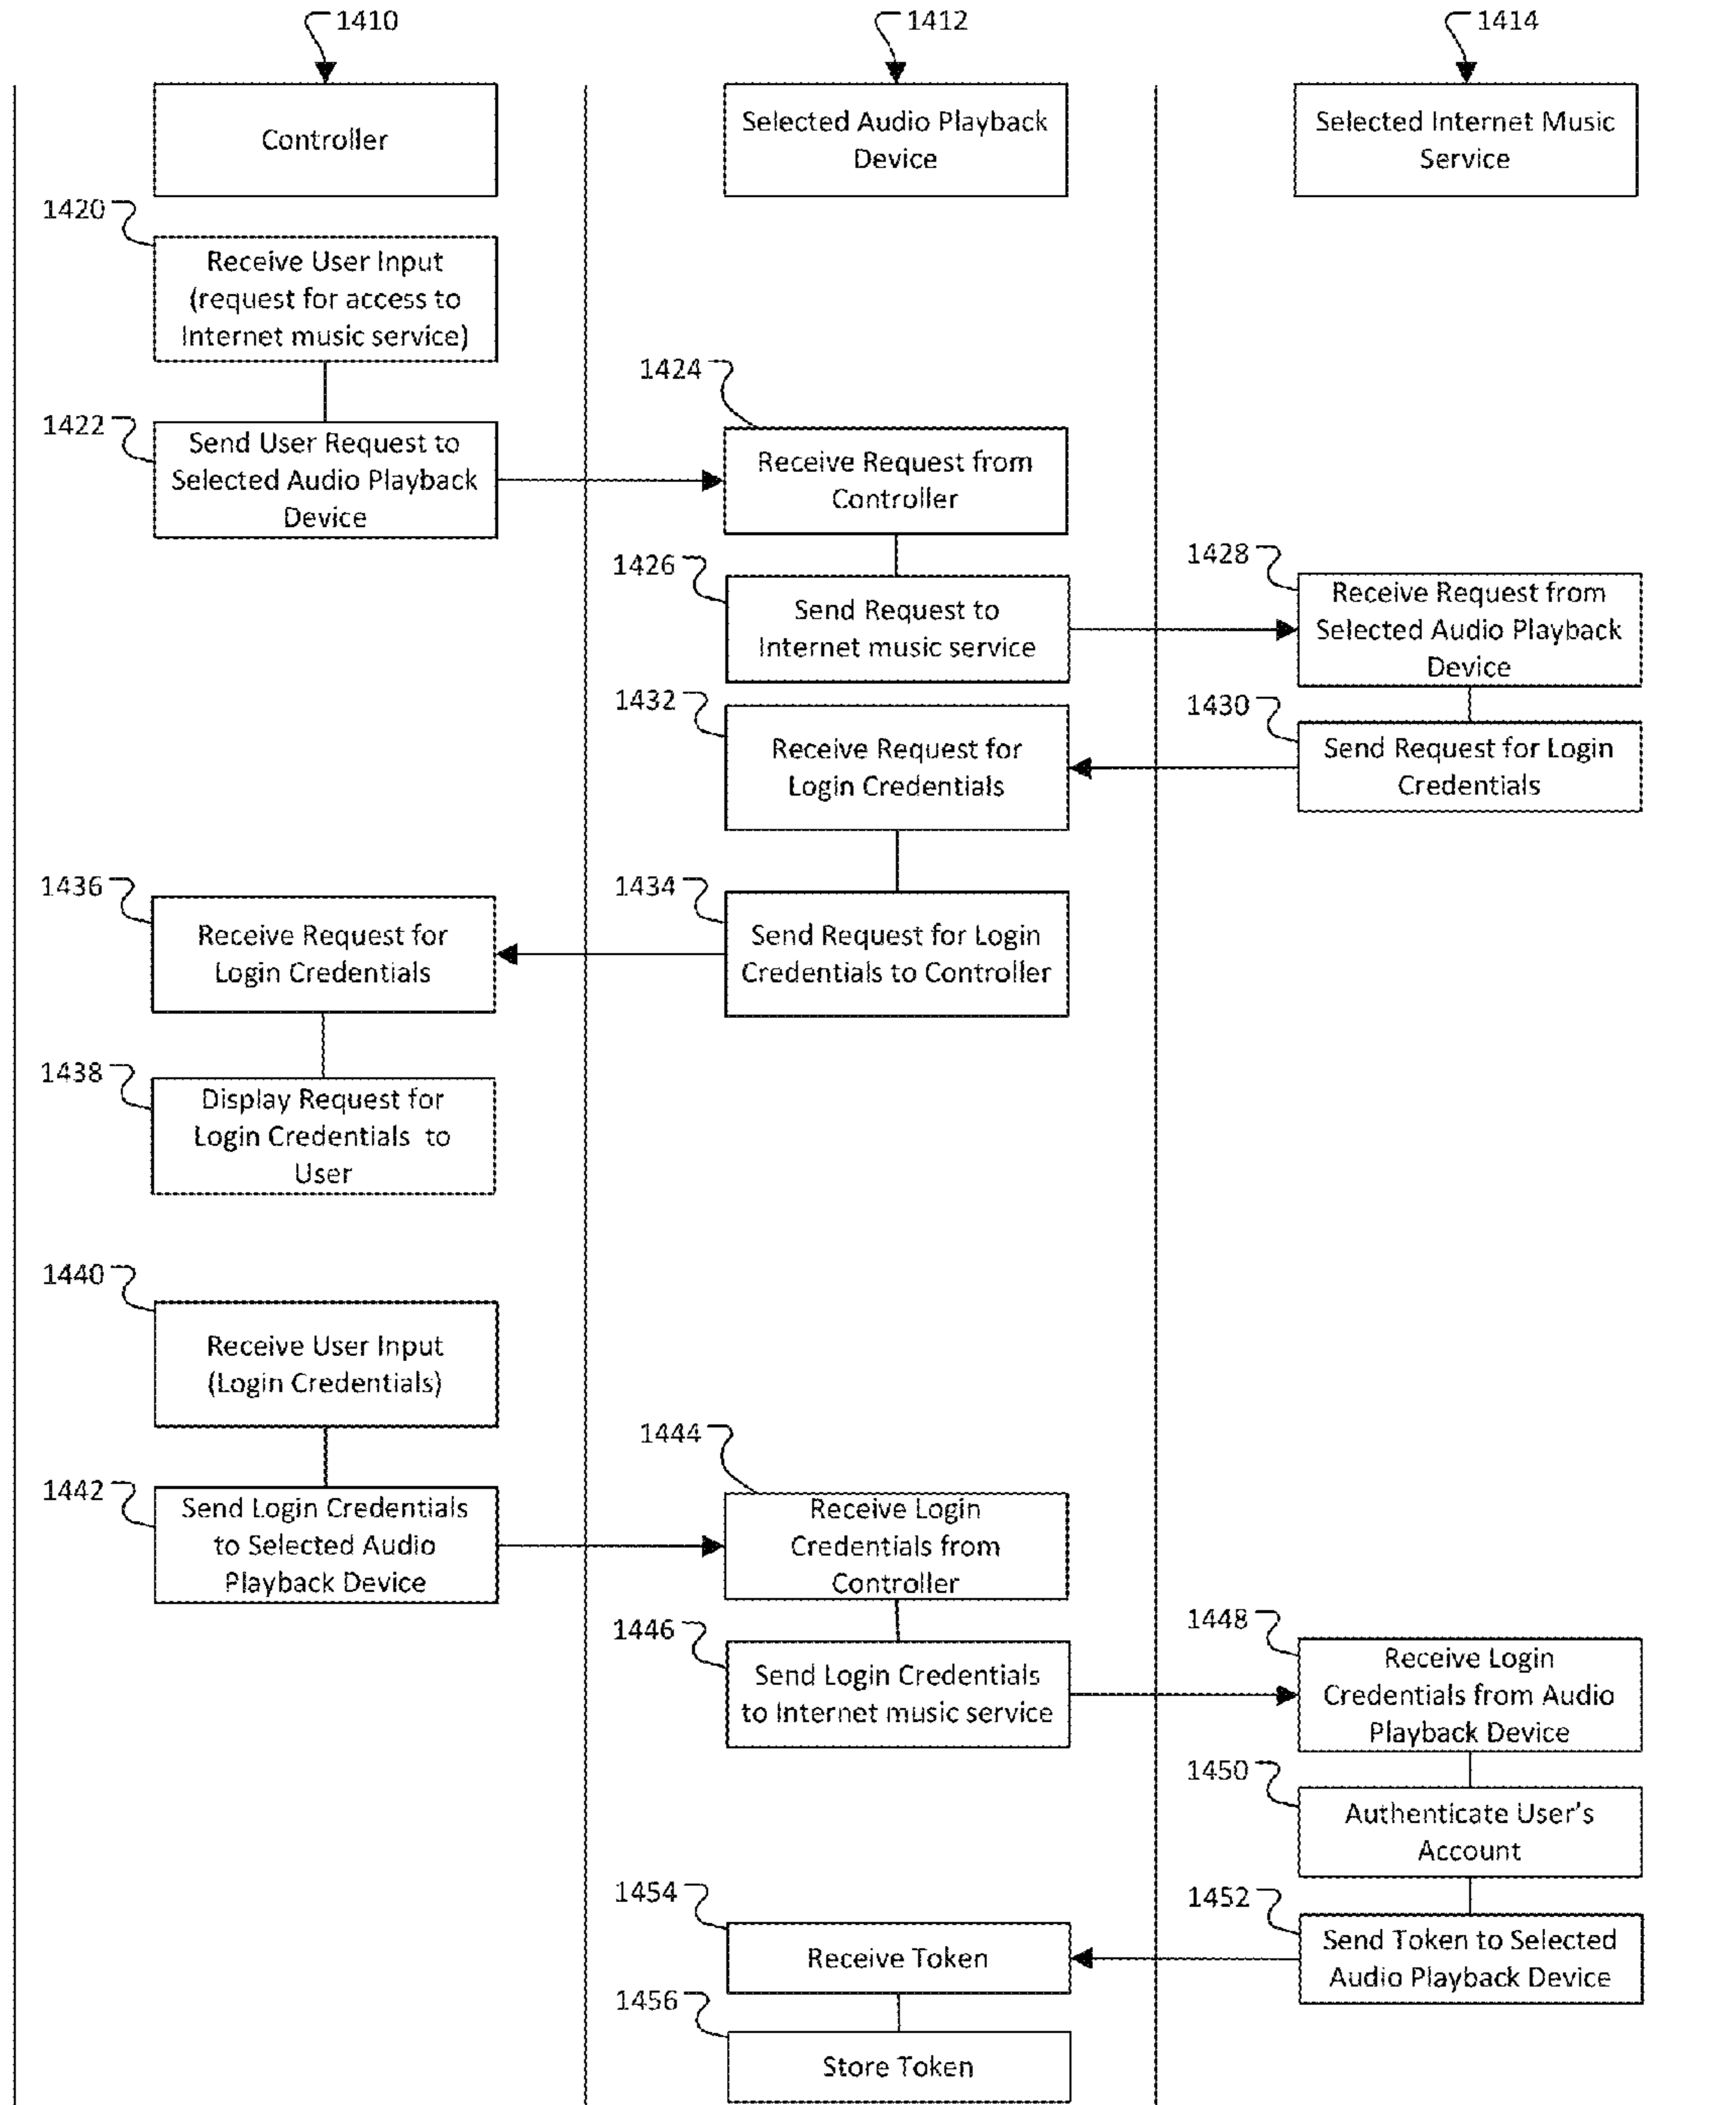 1410
1412
1414
Controller
Selected Audio Playback
Device
Selected Internet Music
Service
1420
Receive User Input
(request for access to
Internet music service)
1422
Send User Request to
Selected Audio Playback
Device
1424
Receive Request from
Controller
1426
Send Request to
Internet music service
1428
Receive Request from
Selected Audio Playback
Device
1430
Send Request for Login
Credentials
1432
Receive Request for
Login Credentials
1434
Send Request for Login
Credentials to Controller
1436
Receive Request for
Login Credentials
1438
Display Request for
Login Credentials to
User
1440
Receive User Input
(Login Credentials)
1442
Send Login Credentials
to Selected Audio
Playback Device
1444
Receive Login
Credentials from
Controller
1446
Send Login Credentials
to Internet music service
1448
Receive Login
Credentials from Audio
Playback Device
1450
Authenticate User's
Account
1452
Send Token to Selected
Audio Playback Device
1454
Receive Token
1456
Store Token